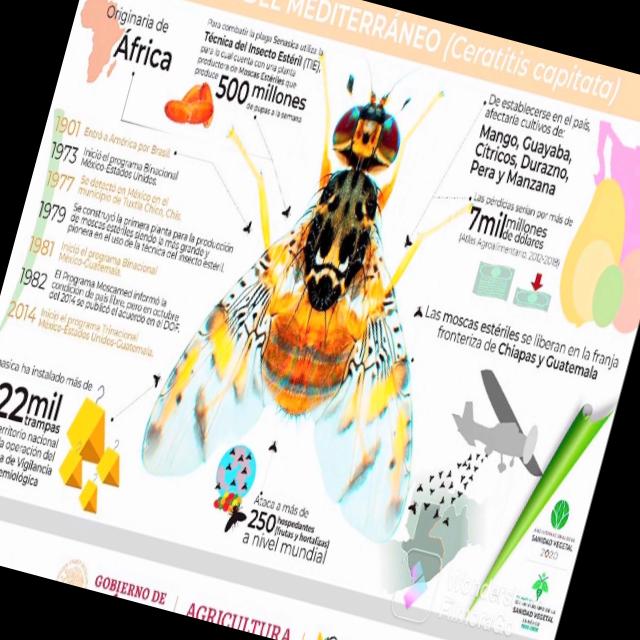 DEL MEDITERRÁNEO (Ceratitis capitata)
Originaria de
África
Para combatir la plaga Senasica utiliza la
Técnica del Insecto Estéril (TIE),
para la cual cuenta con una planta
productora de Moscas Estériles que
produce 500 millones
de pupas a la semana
1901 Entró a América por Brasil
1973 Inició el programa Binacional
México-Estados Unidos.
1977 Se detectó en México en el
municipio de Tuxtla Chico, Chis.
1979 Se construyó la primera planta para la producción
de moscas estériles siendo la más grande y
pionera en el uso de la técnica del insecto estéril.
1981 Inició el programa Binacional
México-Guatemala.
1982 El Programa Moscamed informó la
condición de país libre, pero en octubre
del 2014 se publicó el acuerdo en el DOF.
2014 Inició el programa Trinacional
México-Estados Unidos-Guatemala.
De establecerse en el país,
afectaría cultivos de:
Mango, Guayaba,
Cítricos, Durazno,
Pera y Manzana
Las pérdidas serían por más de
7mil millones
de dólares
(Atlas Agroalimentario, 2012-2018)
Las moscas estériles se liberan en la franja
fronteriza de Chiapas y Guatemala
asica ha instalado más de
22mil
trampas
territorio nacional
la operación del
a de Vigilancia
emiológica
Ataca a más de
250 hospedantes
(frutas y hortalizas)
a nivel mundial
SANIDAD VEGETAL
2020
SANIDAD VEGETAL
Wonders
Filmora
GOBIERNO DE
AGRICULTURA